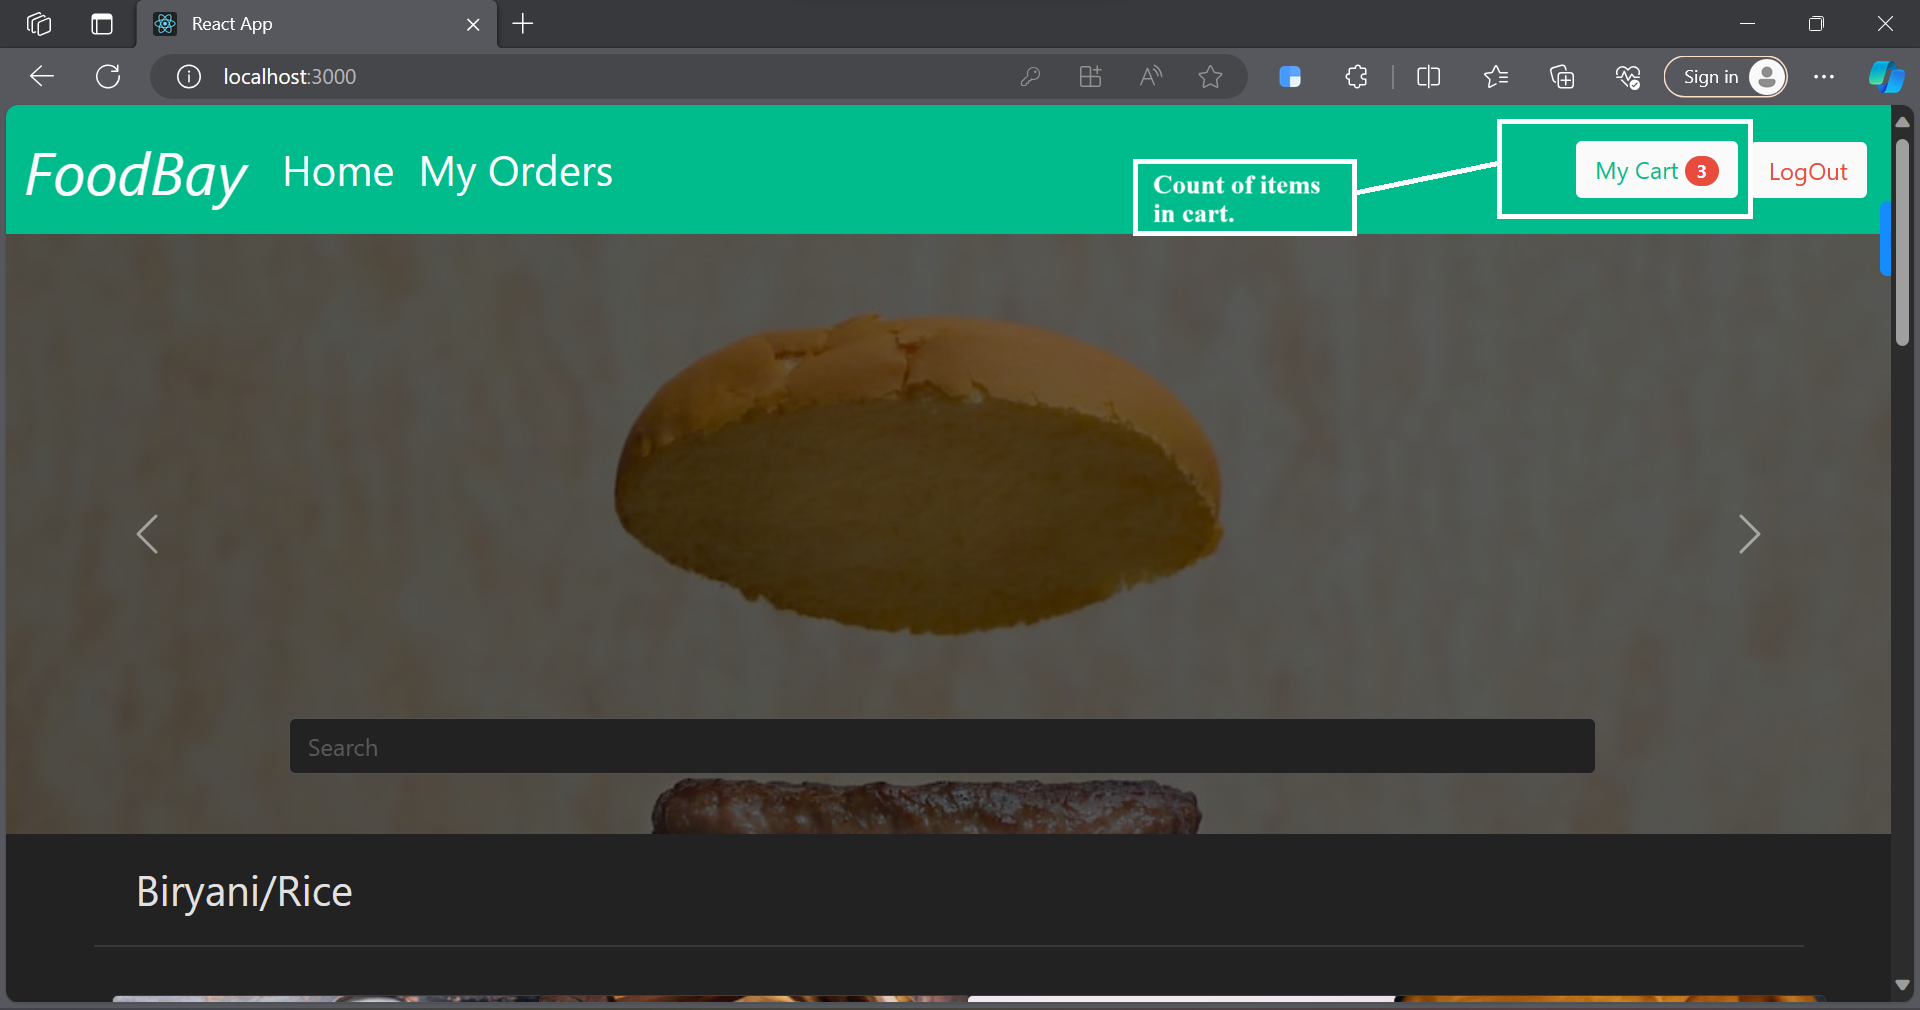 React App
localhost:3000
Sign in
FoodBay
Home
My Orders
Count of items
in cart.
My Cart 3
LogOut
Search
Biryani/Rice